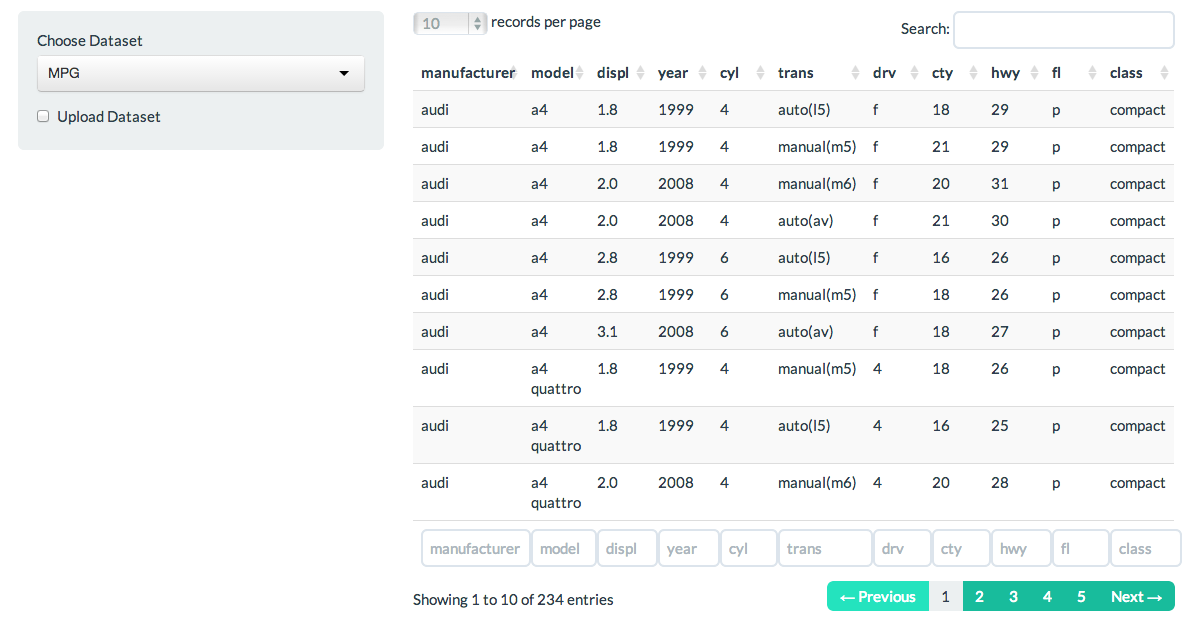 Choose Dataset
MPG
Upload Dataset
10 records per page
Search:
manufacturer model displ year cyl trans drv cty hwy fl class
audi a4 1.8 1999 4 auto(l5) f 18 29 p compact
audi a4 1.8 1999 4 manual(m5) f 21 29 p compact
audi a4 2.0 2008 4 manual(m6) f 20 31 p compact
audi a4 2.0 2008 4 auto(av) f 21 30 p compact
audi a4 2.8 1999 6 auto(l5) f 16 26 p compact
audi a4 2.8 1999 6 manual(m5) f 18 26 p compact
audi a4 3.1 2008 6 auto(av) f 18 27 p compact
audi a4 1.8 1999 4 manual(m5) 4 18 26 p compact
quattro
audi a4 1.8 1999 4 auto(l5) 4 16 25 p compact
quattro
audi a4 2.0 2008 4 manual(m6) 4 20 28 p compact
quattro
manufacturer model displ year cyl trans drv cty hwy fl class
Showing 1 to 10 of 234 entries
← Previous 1 2 3 4 5 Next →